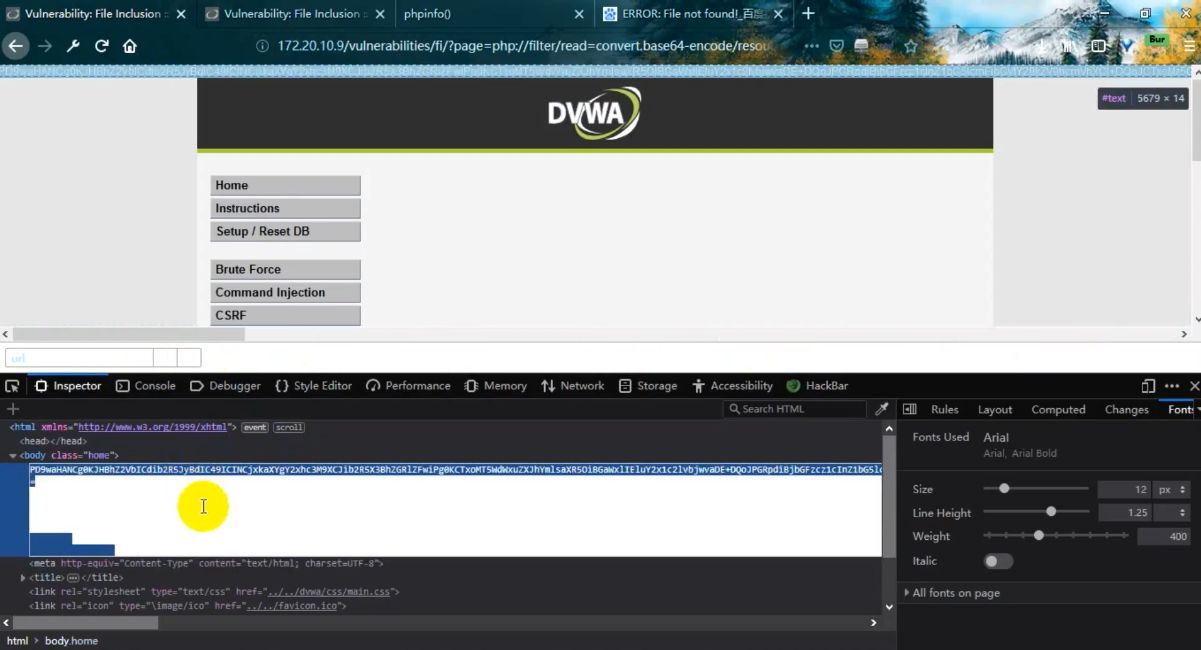 Vulnerability: File Inclusion
Vulnerability: File Inclusion
phpinfo()
ERROR: File not found!_百度
172.20.10.9/vulnerabilities/fi/?page=php://filter/read=convert.base64-encode/resou
Bur
#text 5679 × 14
DVWA
Home
Instructions
Setup / Reset DB
Brute Force
Command Injection
CSRF
url
Inspector Console Debugger {} Style Editor Performance Memory Network Storage Accessibility HackBar
Search HTML
Rules Layout Computed Changes Fonts
<html xmlns="http://www.w3.org/1999/xhtml"> event scroll
<head></head>
<body class="home">
<meta http-equiv="Content-Type" content="text/html; charset=UTF-8">
<title></title>
<link rel="stylesheet" type="text/css" href="../../dvwa/css/main.css">
<link rel="icon" type="\image/ico" href="../../favicon.ico">
html > body.home
Fonts Used Arial
Arial, Arial Bold
Size 12 px
Line Height 1.25
Weight 400
Italic
All fonts on page